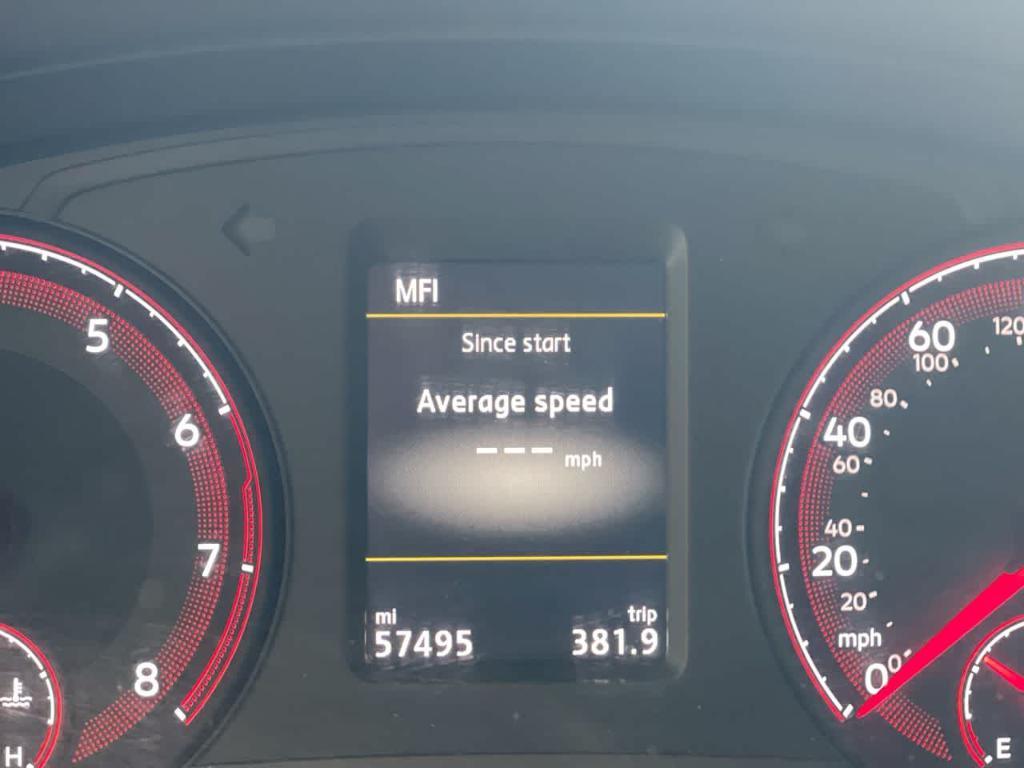 MFI
Since start
Average speed
--- mph
mi trip
57495 381.9
5
6
7
8
H
60 120
100
80
40
60
40
20
20
mph
0 0
E